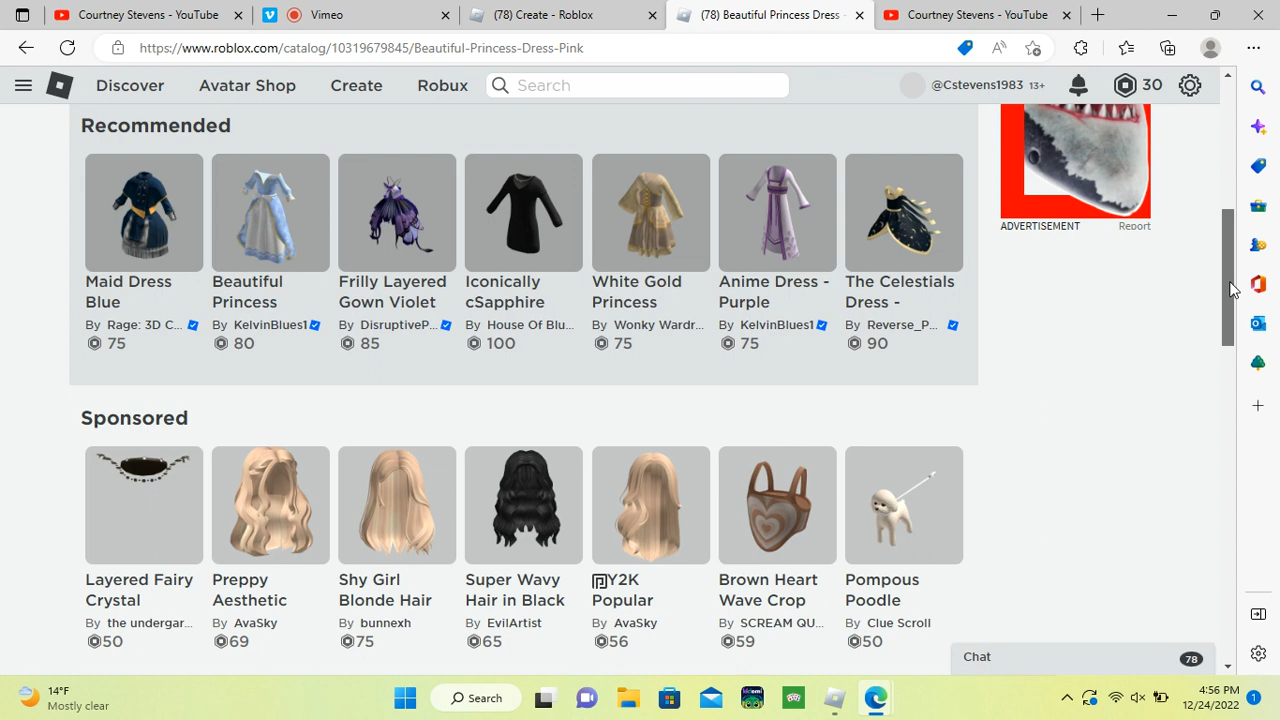 Courtney Stevens - YouTube
Vimeo
(78) Create - Roblox
(78) Beautiful Princess Dress -
Courtney Stevens - YouTube
https://www.roblox.com/catalog/10319679845/Beautiful-Princess-Dress-Pink
Discover
Avatar Shop
Create
Robux
Search
@Cstevens1983 13+
30
Recommended
ADVERTISEMENT Report
Maid Dress
Blue
By Rage: 3D C...
75
Beautiful
Princess
By KelvinBlues1
80
Frilly Layered
Gown Violet
By DisruptiveP...
85
Iconically
cSapphire
By House Of Blu...
100
White Gold
Princess
By Wonky Wardr...
75
Anime Dress -
Purple
By KelvinBlues1
75
The Celestials
Dress -
By Reverse_P...
90
Sponsored
Layered Fairy
Crystal
By the undergar...
50
Preppy
Aesthetic
By AvaSky
69
Shy Girl
Blonde Hair
By bunnexh
75
Super Wavy
Hair in Black
By EvilArtist
65
Y2K
Popular
By AvaSky
56
Brown Heart
Wave Crop
By SCREAM QU...
59
Pompous
Poodle
By Clue Scroll
50
Chat
78
14°F
Mostly clear
Search
4:56 PM
12/24/2022
1